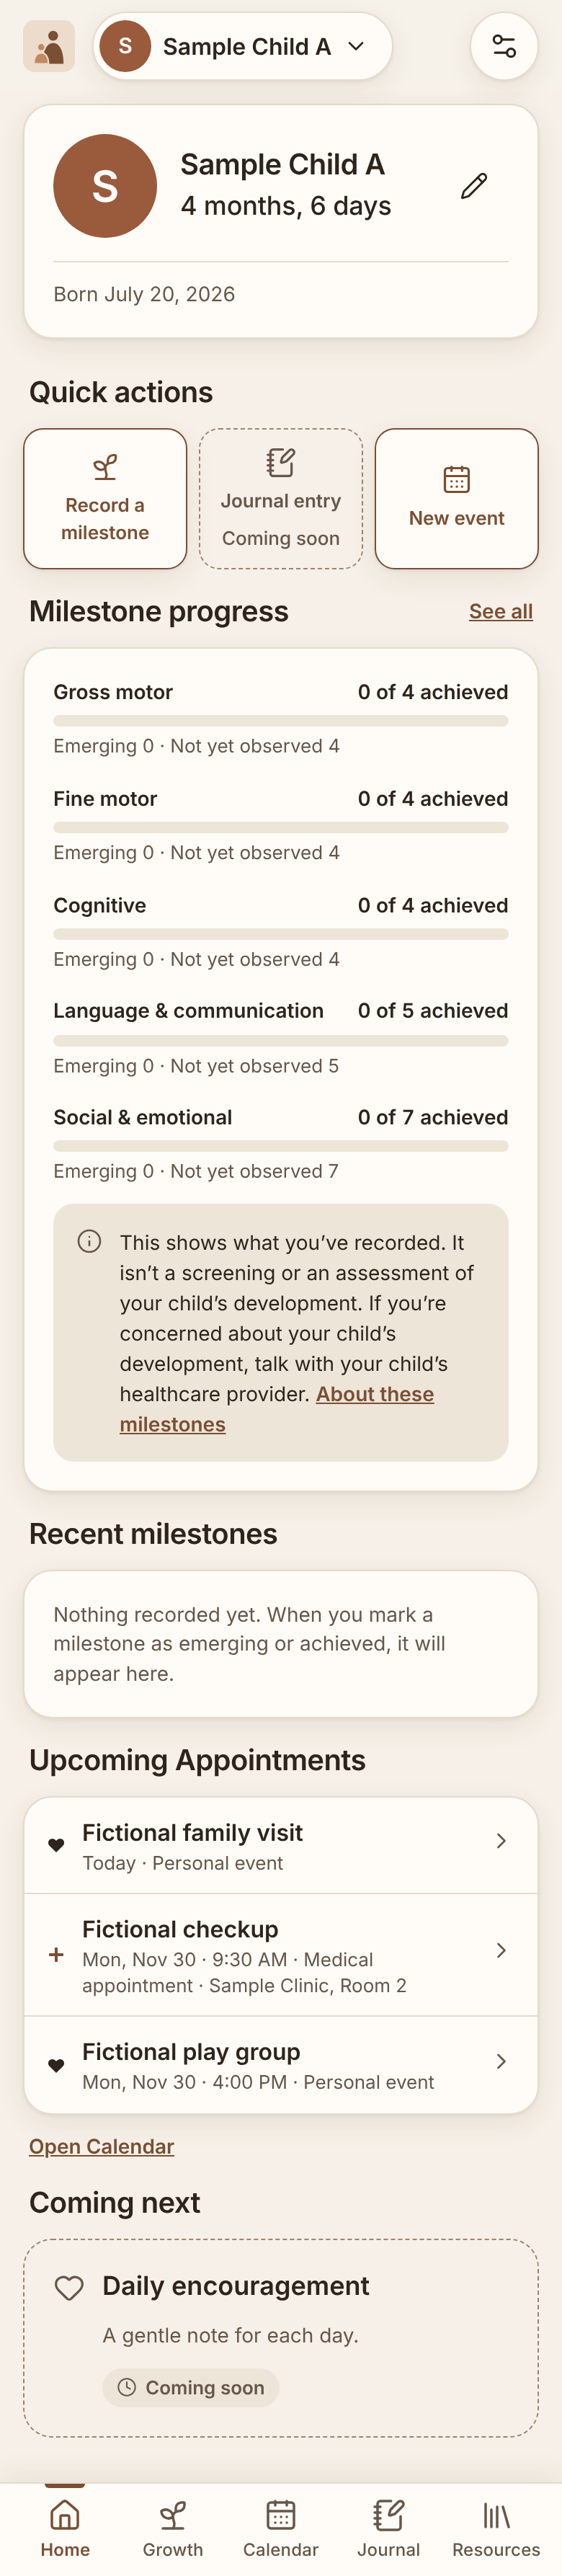 S
Sample Child A
S
Sample Child A
4 months, 6 days
Born July 20, 2026
Quick actions
Record a
milestone
Journal entry
Coming soon
New event
Milestone progress
See all
Gross motor
0 of 4 achieved
Emerging 0 · Not yet observed 4
Fine motor
0 of 4 achieved
Emerging 0 · Not yet observed 4
Cognitive
0 of 4 achieved
Emerging 0 · Not yet observed 4
Language & communication
0 of 5 achieved
Emerging 0 · Not yet observed 5
Social & emotional
0 of 7 achieved
Emerging 0 · Not yet observed 7
This shows what you’ve recorded. It
isn’t a screening or an assessment of
your child’s development. If you’re
concerned about your child’s
development, talk with your child’s
healthcare provider. About these
milestones
Recent milestones
Nothing recorded yet. When you mark a
milestone as emerging or achieved, it will
appear here.
Upcoming Appointments
Fictional family visit
Today · Personal event
Fictional checkup
Mon, Nov 30 · 9:30 AM · Medical
appointment · Sample Clinic, Room 2
Fictional play group
Mon, Nov 30 · 4:00 PM · Personal event
Open Calendar
Coming next
Daily encouragement
A gentle note for each day.
Coming soon
Home
Growth
Calendar
Journal
Resources